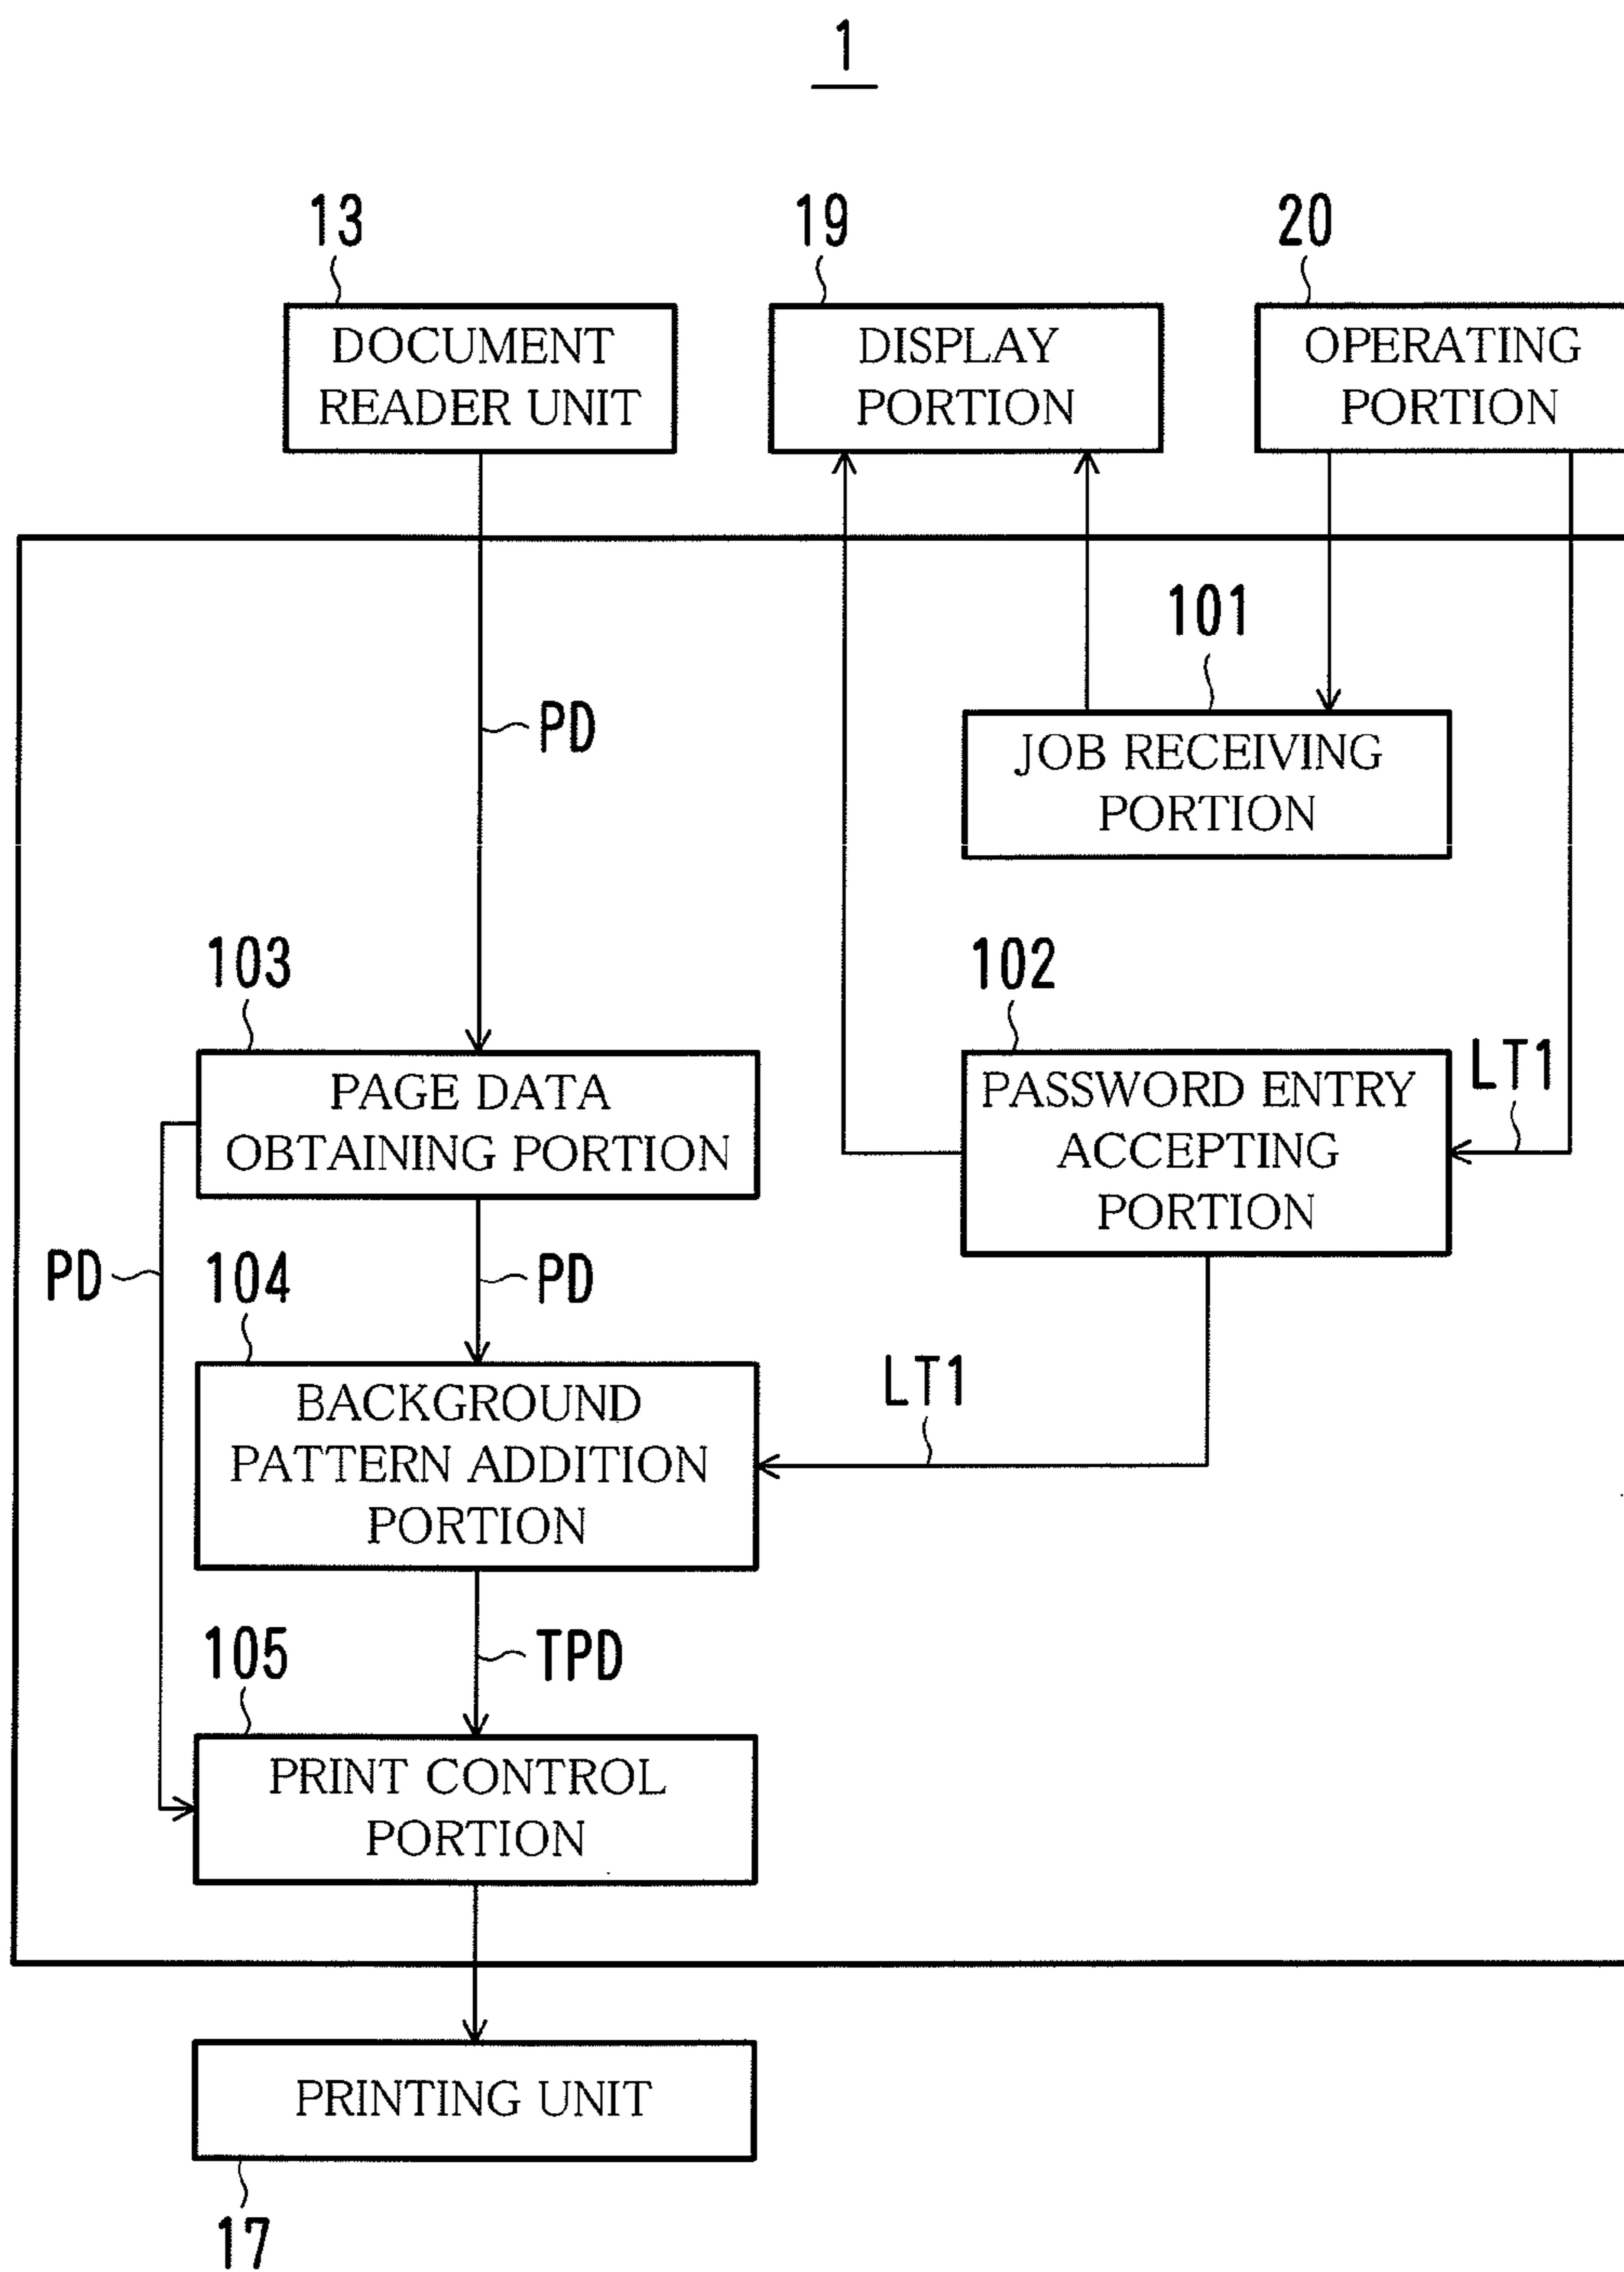 1
13
19
20
DOCUMENT
READER UNIT
DISPLAY
PORTION
OPERATING
PORTION
101
PD
JOB RECEIVING
PORTION
103
102
PAGE DATA
OBTAINING PORTION
PASSWORD ENTRY
ACCEPTING
PORTION
LT1
PD
104
PD
BACKGROUND
PATTERN ADDITION
PORTION
LT1
105
TPD
PRINT CONTROL
PORTION
PRINTING UNIT
17